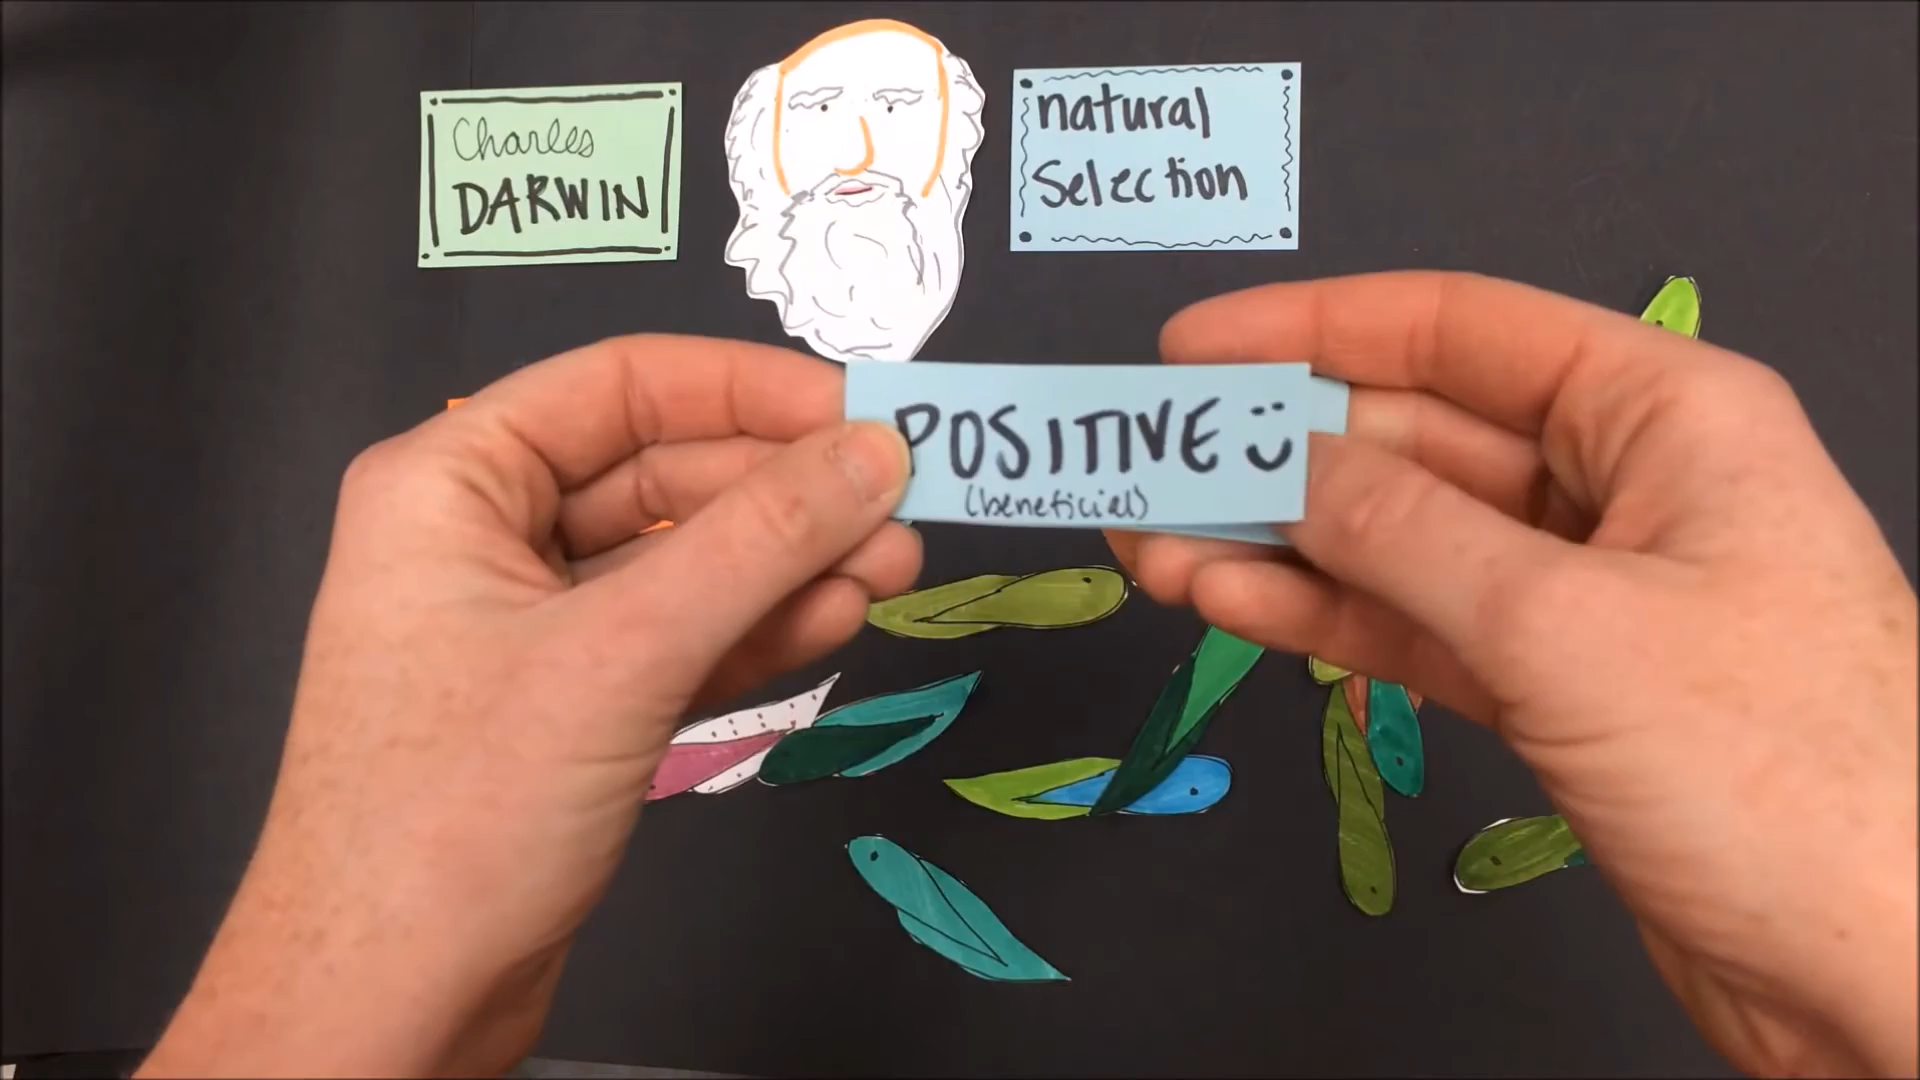 Charles
DARWIN
natural
Selection
POSITIVE
(beneficial)